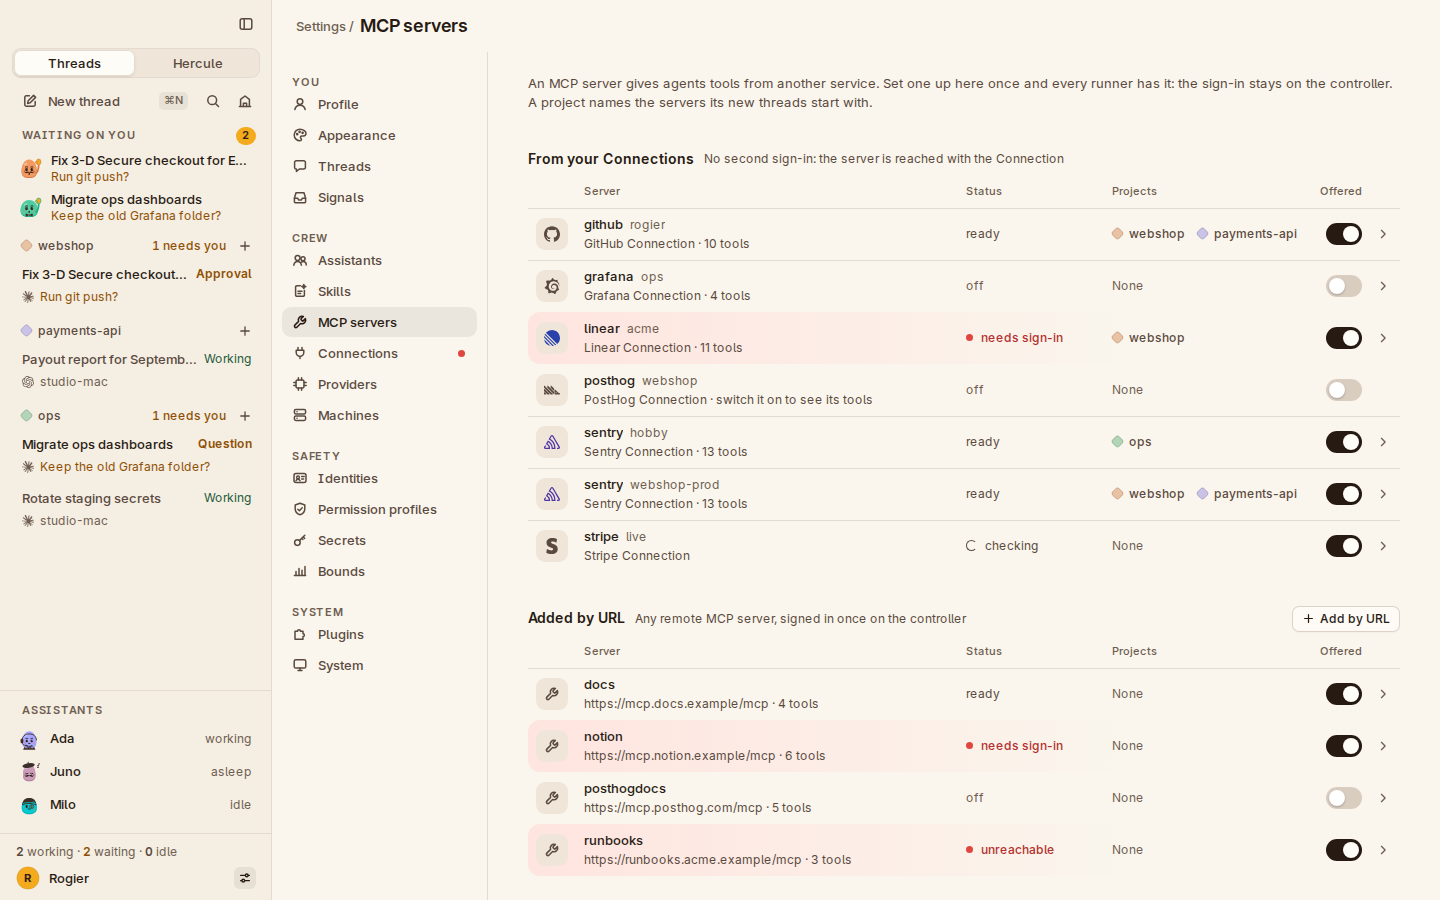 Threads
Hercule
New thread
⌘N
WAITING ON YOU
2
Fix 3-D Secure checkout for E...
Run git push?
Migrate ops dashboards
Keep the old Grafana folder?
webshop
1 needs you
Fix 3-D Secure checkout...
Approval
Run git push?
payments-api
Payout report for Septemb...
Working
studio-mac
ops
1 needs you
Migrate ops dashboards
Question
Keep the old Grafana folder?
Rotate staging secrets
Working
studio-mac
ASSISTANTS
Ada
working
Juno
asleep
Milo
idle
2 working · 2 waiting · 0 idle
R
Rogier
Settings / MCP servers
YOU
Profile
Appearance
Threads
Signals
CREW
Assistants
Skills
MCP servers
Connections
Providers
Machines
SAFETY
Identities
Permission profiles
Secrets
Bounds
SYSTEM
Plugins
System
An MCP server gives agents tools from another service. Set one up here once and every runner has it: the sign-in stays on the controller.
A project names the servers its new threads start with.
From your Connections
No second sign-in: the server is reached with the Connection
Server
Status
Projects
Offered
github rogier
GitHub Connection · 10 tools
ready
webshop
payments-api
grafana ops
Grafana Connection · 4 tools
off
None
linear acme
Linear Connection · 11 tools
needs sign-in
webshop
posthog webshop
PostHog Connection · switch it on to see its tools
off
None
sentry hobby
Sentry Connection · 13 tools
ready
ops
sentry webshop-prod
Sentry Connection · 13 tools
ready
webshop
payments-api
stripe live
Stripe Connection
checking
None
Added by URL
Any remote MCP server, signed in once on the controller
Add by URL
Server
Status
Projects
Offered
docs
https://mcp.docs.example/mcp · 4 tools
ready
None
notion
https://mcp.notion.example/mcp · 6 tools
needs sign-in
None
posthogdocs
https://mcp.posthog.com/mcp · 5 tools
off
None
runbooks
https://runbooks.acme.example/mcp · 3 tools
unreachable
None